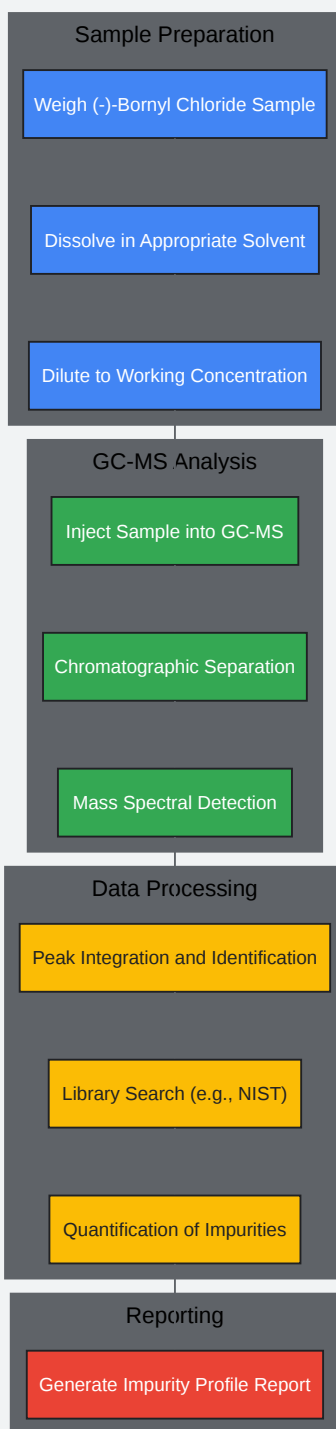 Sample Preparation
Weigh (-)-Bornyl Chloride Sample
Dissolve in Appropriate Solvent
Dilute to Working Concentration
GC-MS Analysis
Inject Sample into GC-MS
Chromatographic Separation
Mass Spectral Detection
Data Processing
Peak Integration and Identification
Library Search (e.g., NIST)
Quantification of Impurities
Reporting
Generate Impurity Profile Report